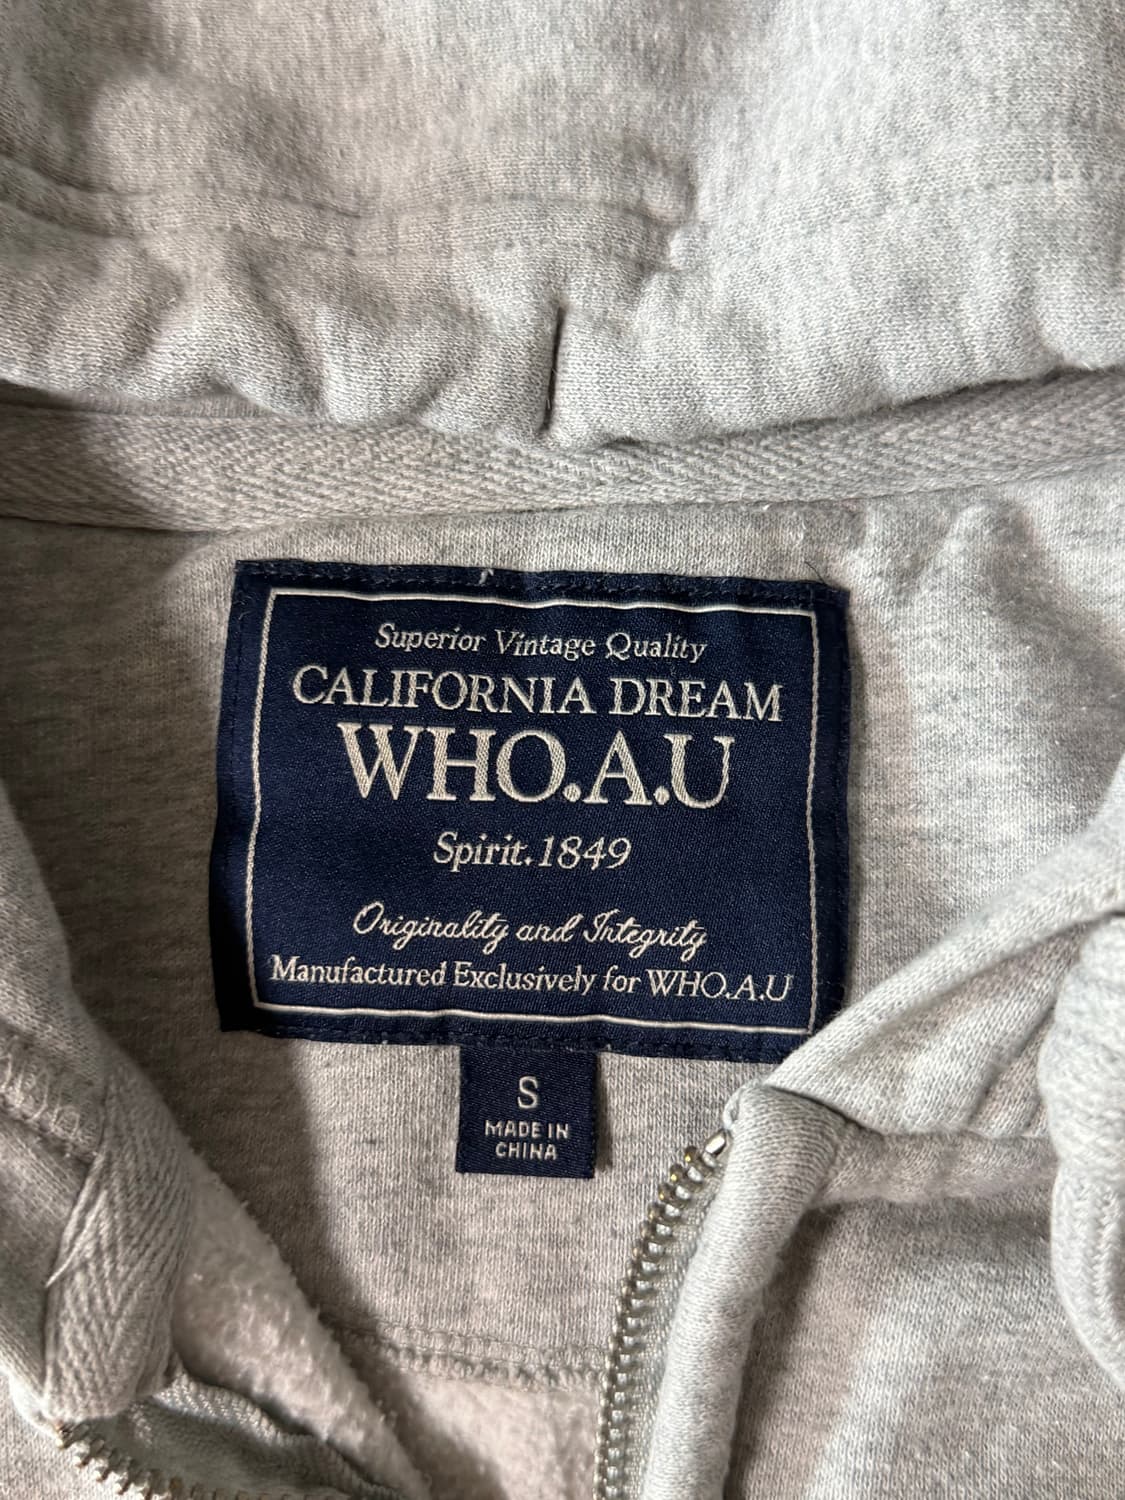 Superior Vintage Quality
CALIFORNIA DREAM
WHO.A.U
Spirit.1849
Originality and Integrity
Manufactured Exclusively for WHO.A.U
S
MADE IN
CHINA